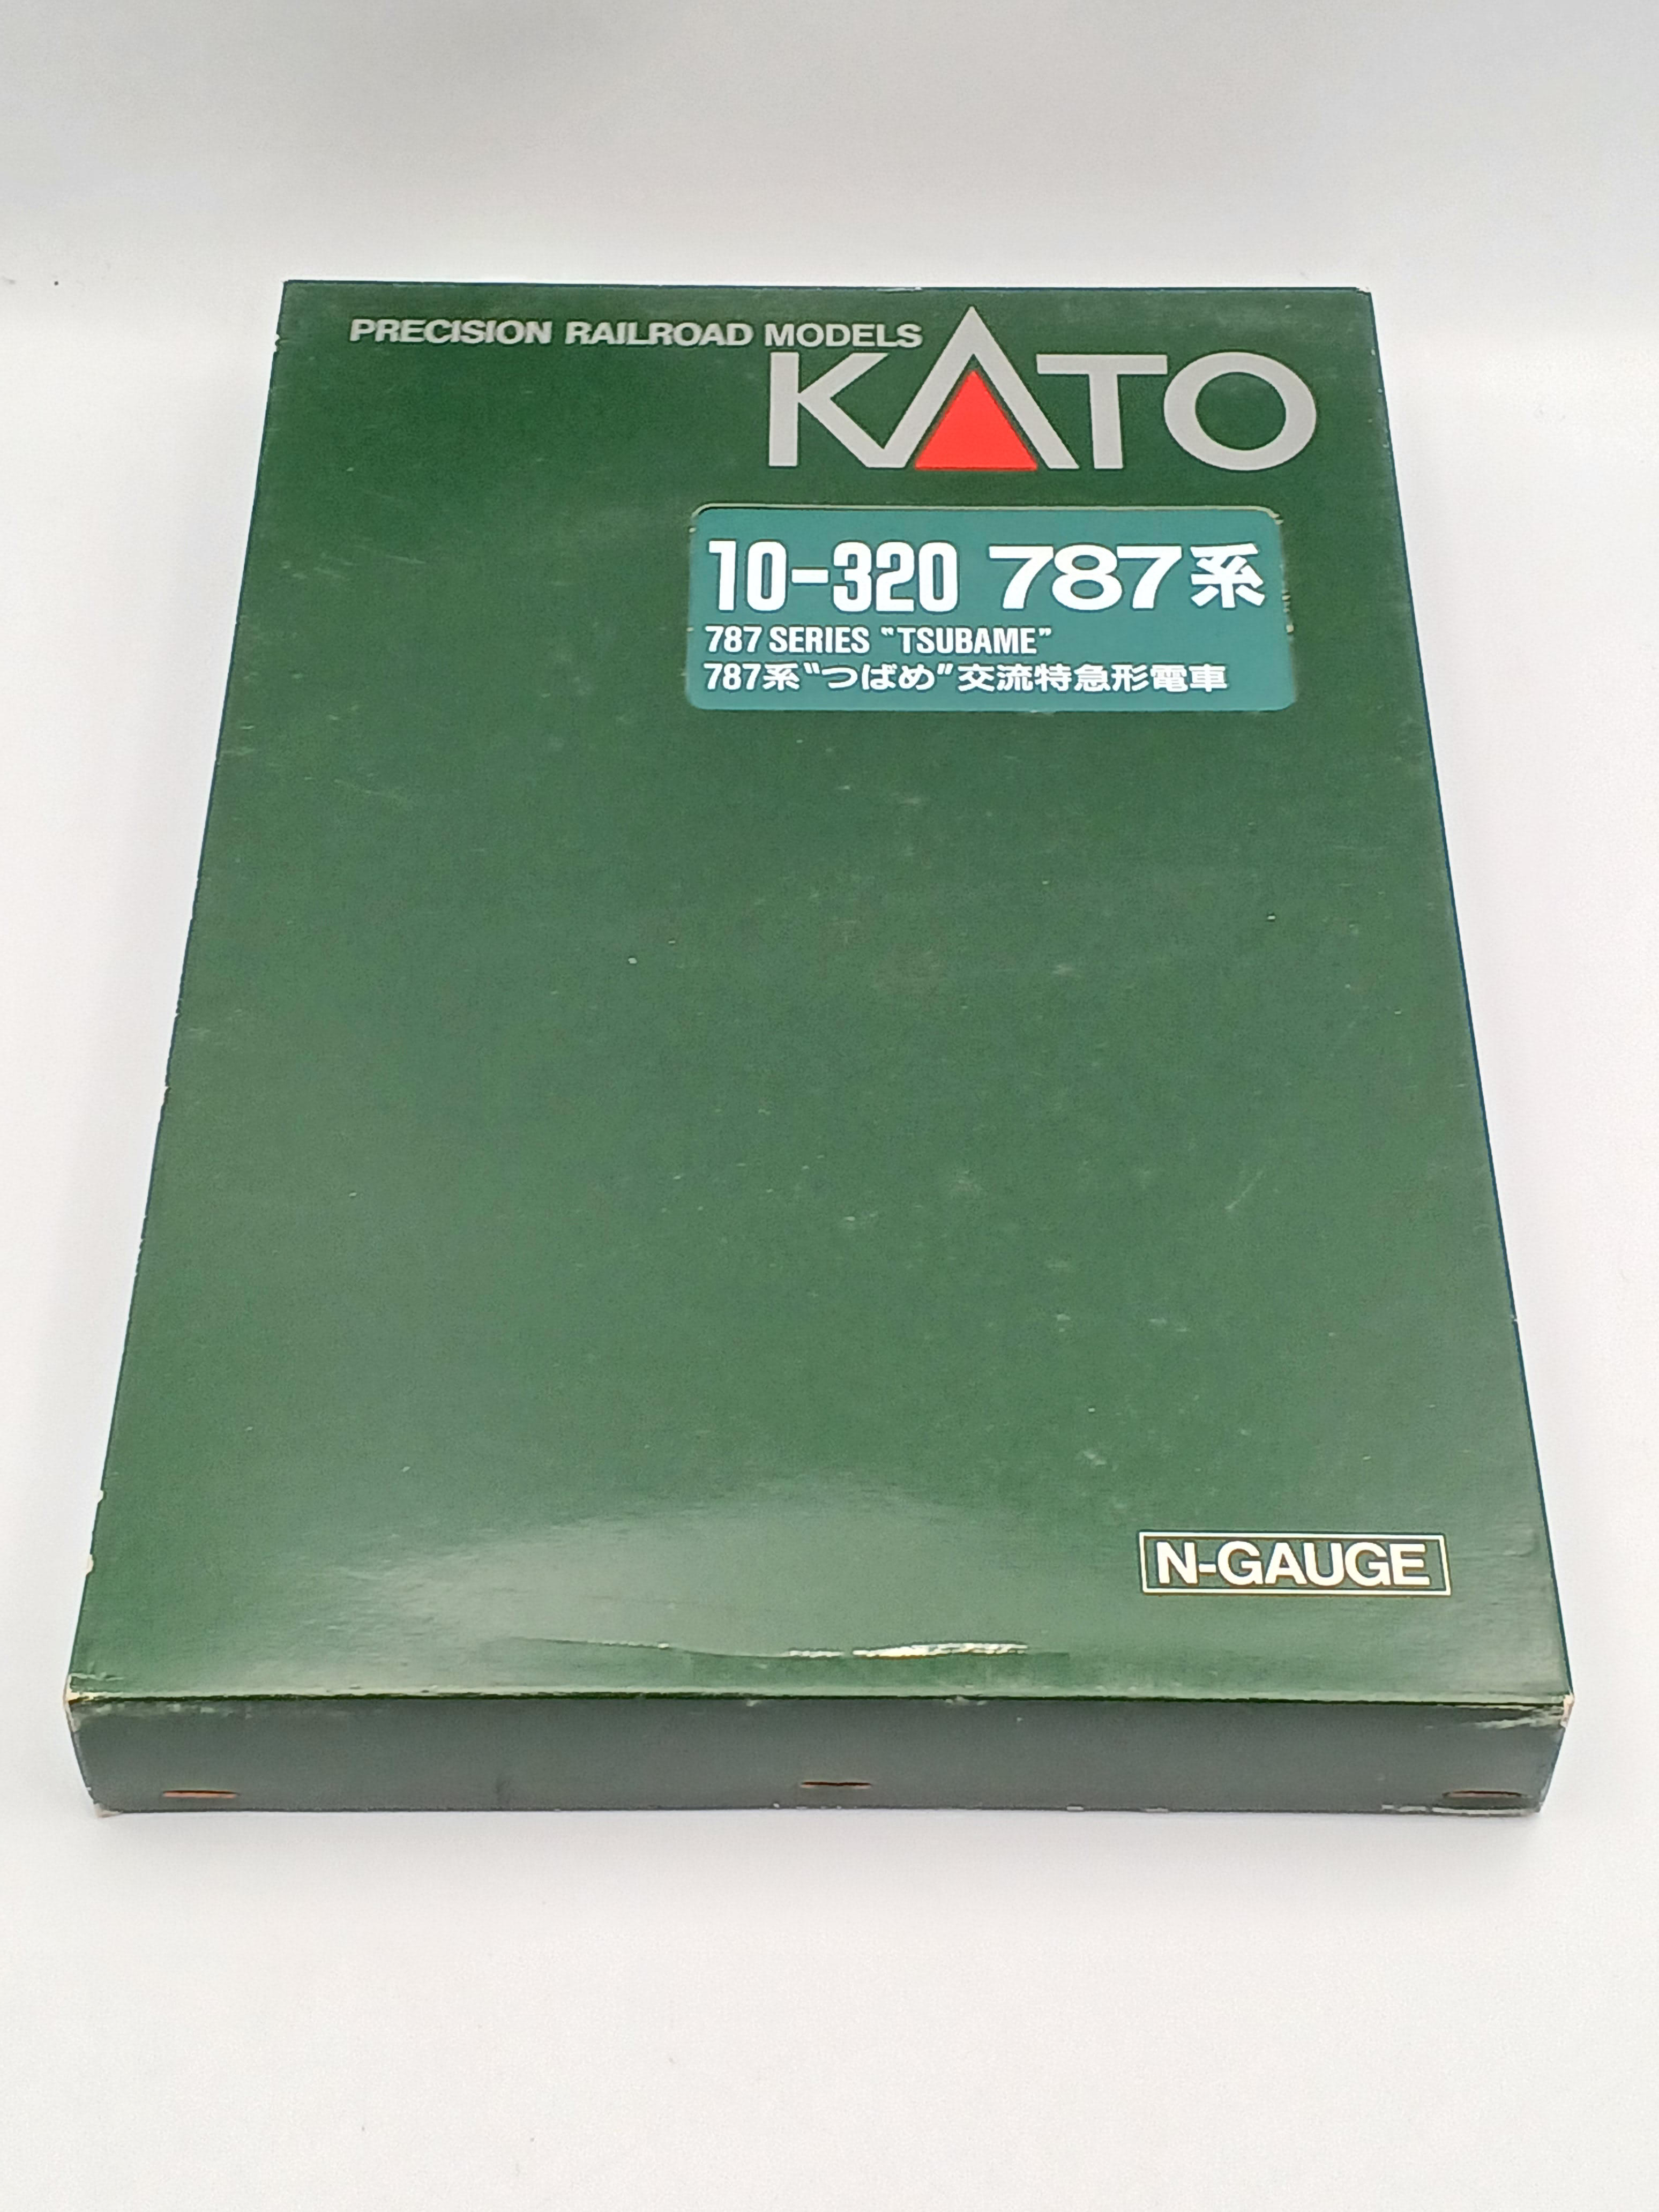 PRECISION RAILROAD MODELS
KATO
10-320 787系
787 SERIES “TSUBAME”
787系“つばめ”交流特急形電車
N-GAUGE